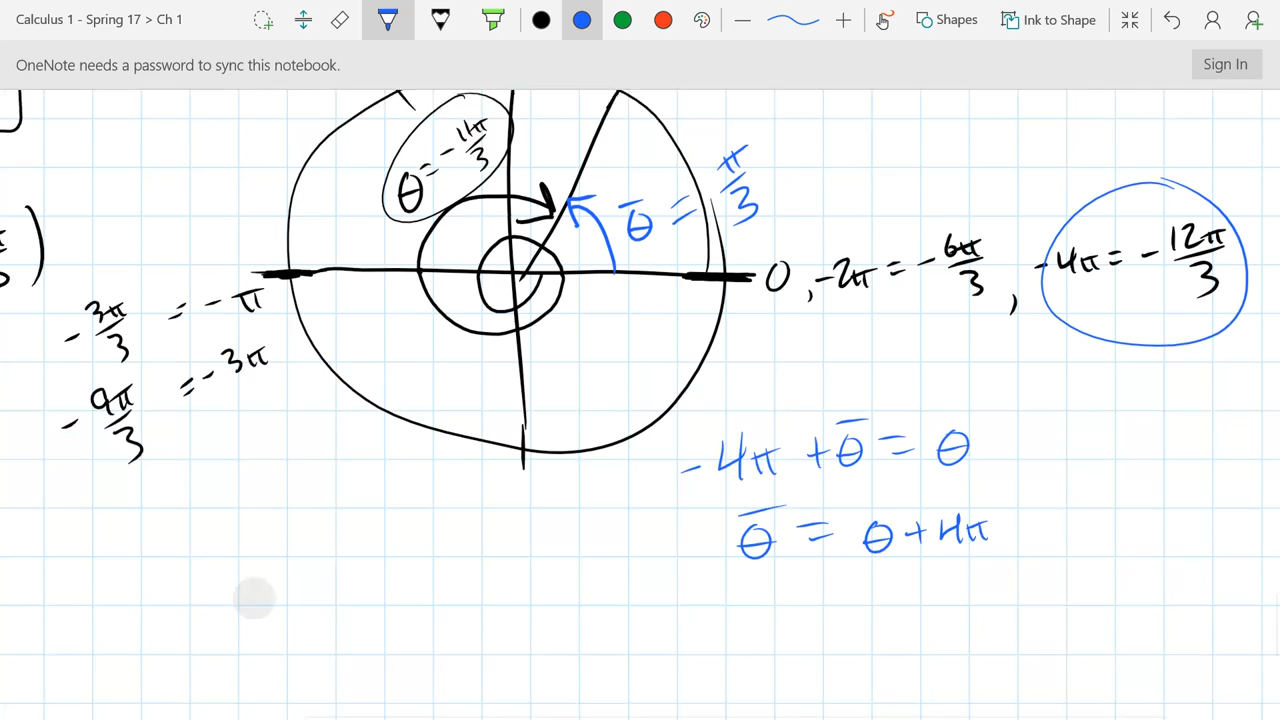 Calculus 1 - Spring 17 > Ch 1
Shapes
Ink to Shape
OneNote needs a password to sync this notebook.
Sign In
θ = -11π/3
θ̄ = π/3
0, -2π = -6π/3, -4π = -12π/3
-3π/3 = -π
-9π/3 = -3π
-4π + θ̄ = θ
θ̄ = θ + 4π